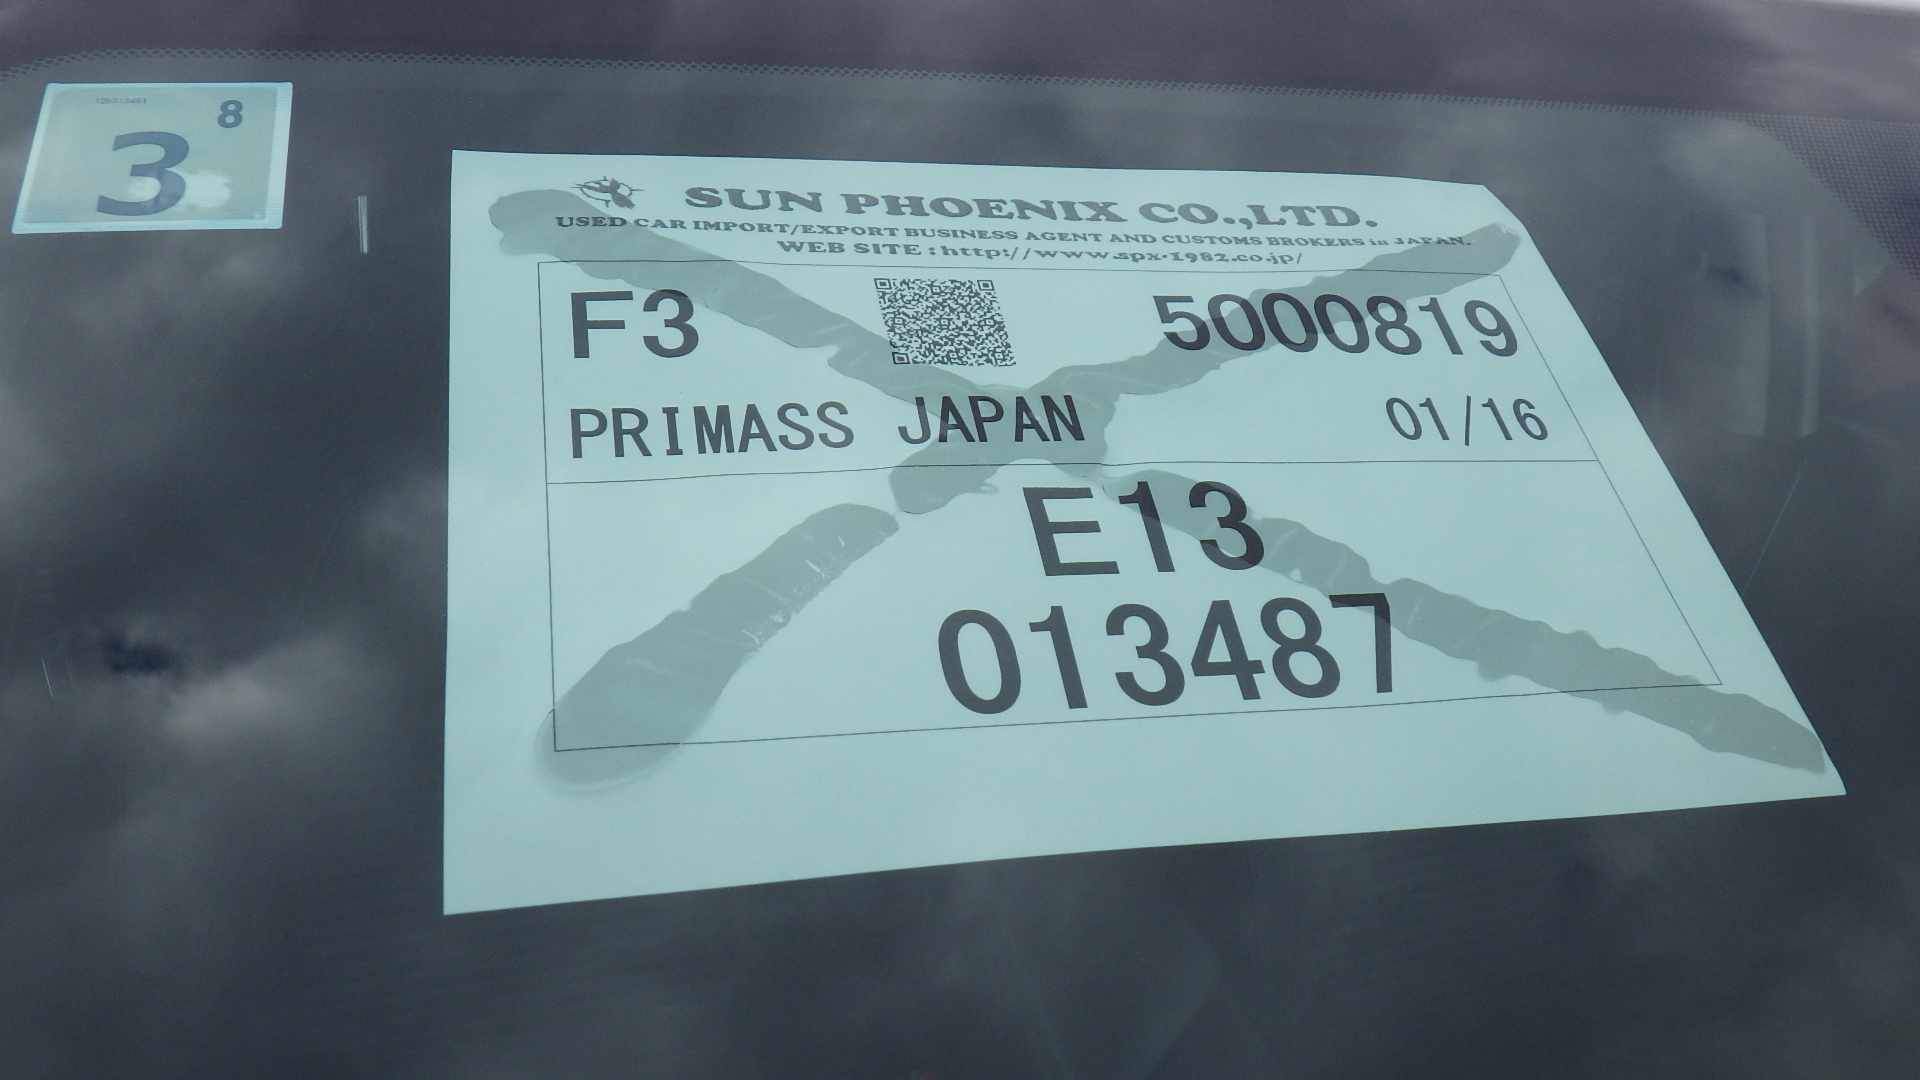 8
3
SUN PHOENIX CO.,LTD.
USED CAR IMPORT/EXPORT BUSINESS AGENT AND CUSTOMS BROKERS in JAPAN.
WEB SITE : http://www.spx-1982.co.jp/
F3 5000819
PRIMASS JAPAN 01/16
E13
013487